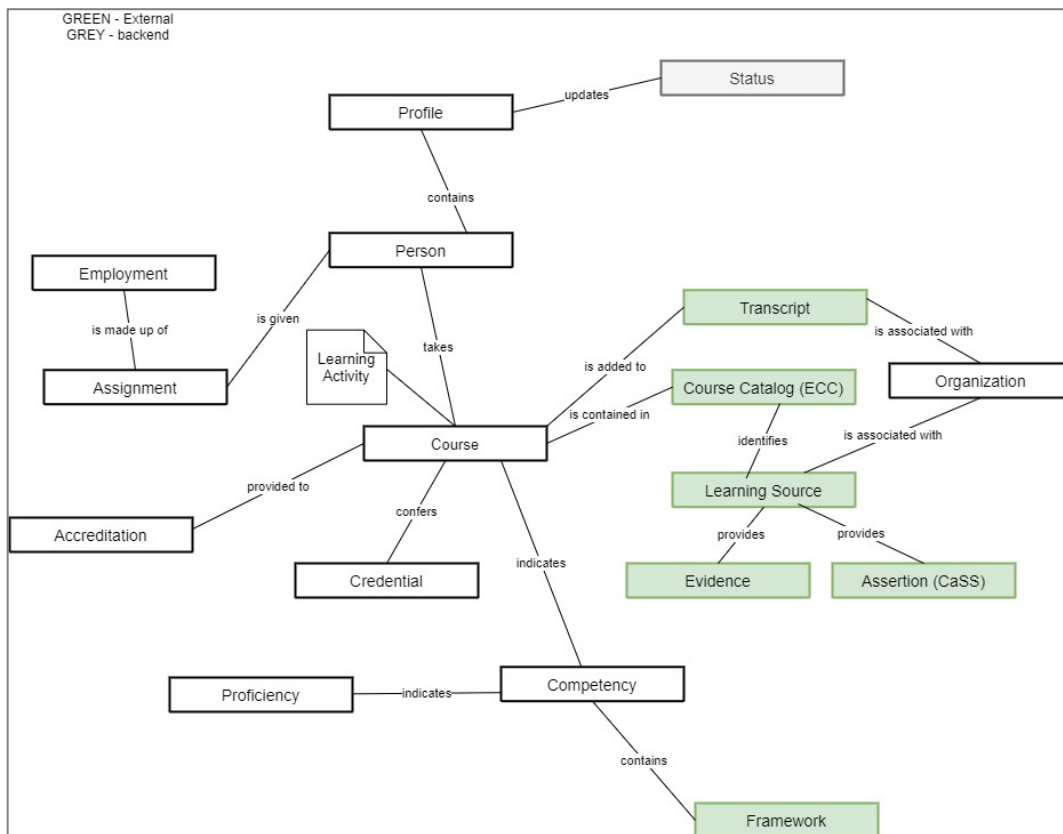 GREEN - External
GREY - backend
Status
updates
Profile
contains
Person
Employment
is made up of
is given
Assignment
Learning
Activity
takes
Transcript
is associated with
is added to
Organization
Course Catalog (ECC)
is contained in
Course
identifies
is associated with
Learning Source
provided to
confers
Accreditation
provides
provides
indicates
Credential
Evidence
Assertion (CaSS)
Proficiency
indicates
Competency
contains
Framework